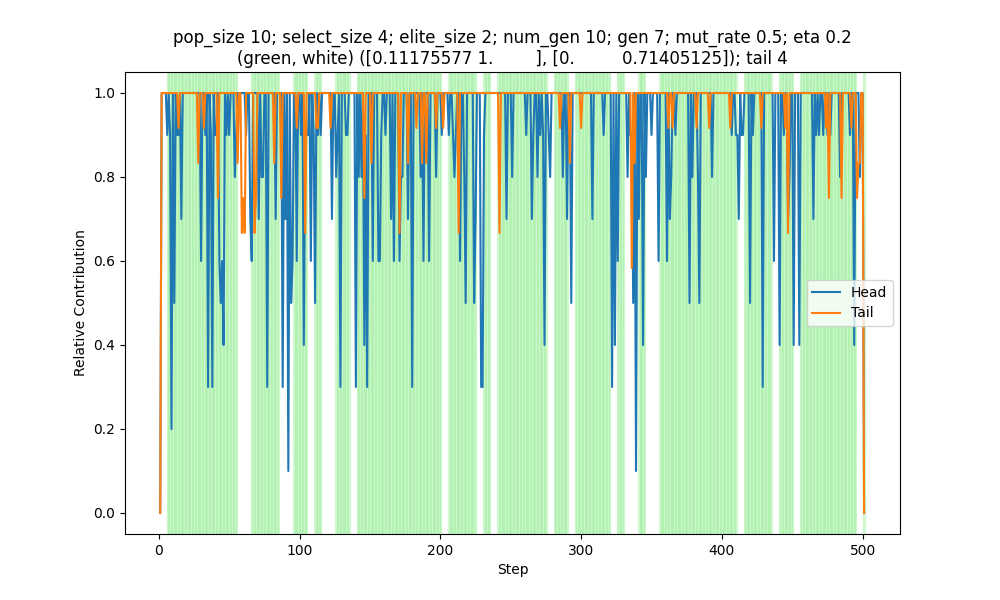 pop_size 10; select_size 4; elite_size 2; num_gen 10; gen 7; mut_rate 0.5; eta 0.2
(green, white) ([0.11175577 1.        ], [0.         0.71405125]); tail 4
1.0
0.8
0.6
0.4
0.2
0.0
Relative Contribution
Head
Tail
0 100 200 300 400 500
Step